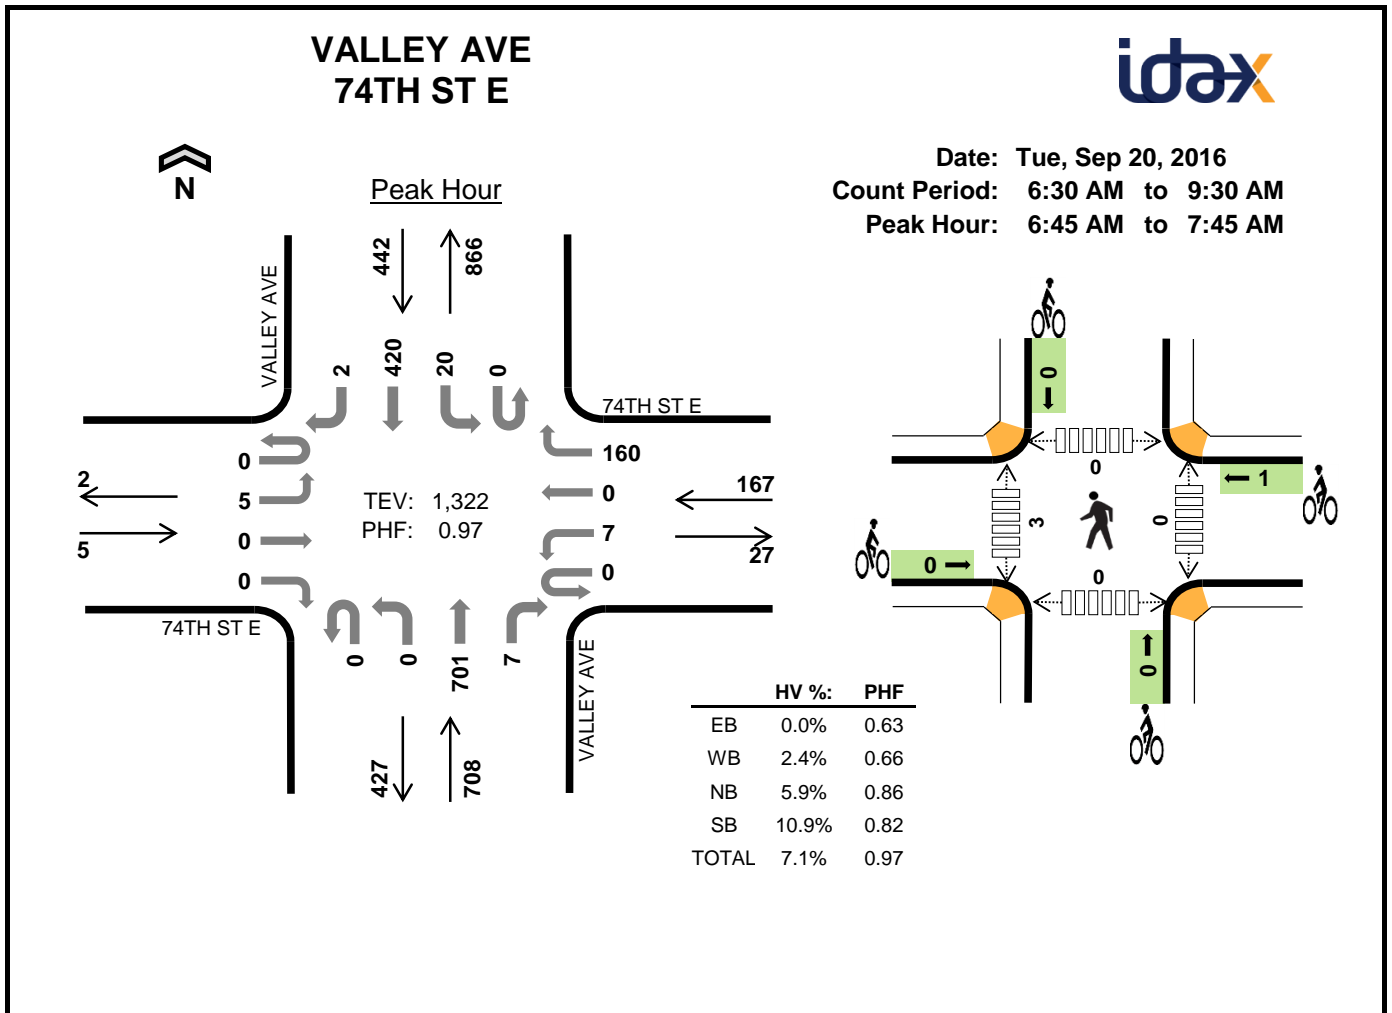 VALLEY AVE
74TH ST E
idax
N
Peak Hour
Date: Tue, Sep 20, 2016
Count Period: 6:30 AM to 9:30 AM
Peak Hour: 6:45 AM to 7:45 AM
442
866
VALLEY AVE
2
420
20
0
74TH ST E
0
5
0
0
2
5
TEV: 1,322
PHF: 0.97
160
0
7
0
167
27
74TH ST E
0
0
701
7
VALLEY AVE
427
708
0
0
1
3
0
0
0
0
HV %: PHF
EB 0.0% 0.63
WB 2.4% 0.66
NB 5.9% 0.86
SB 10.9% 0.82
TOTAL 7.1% 0.97